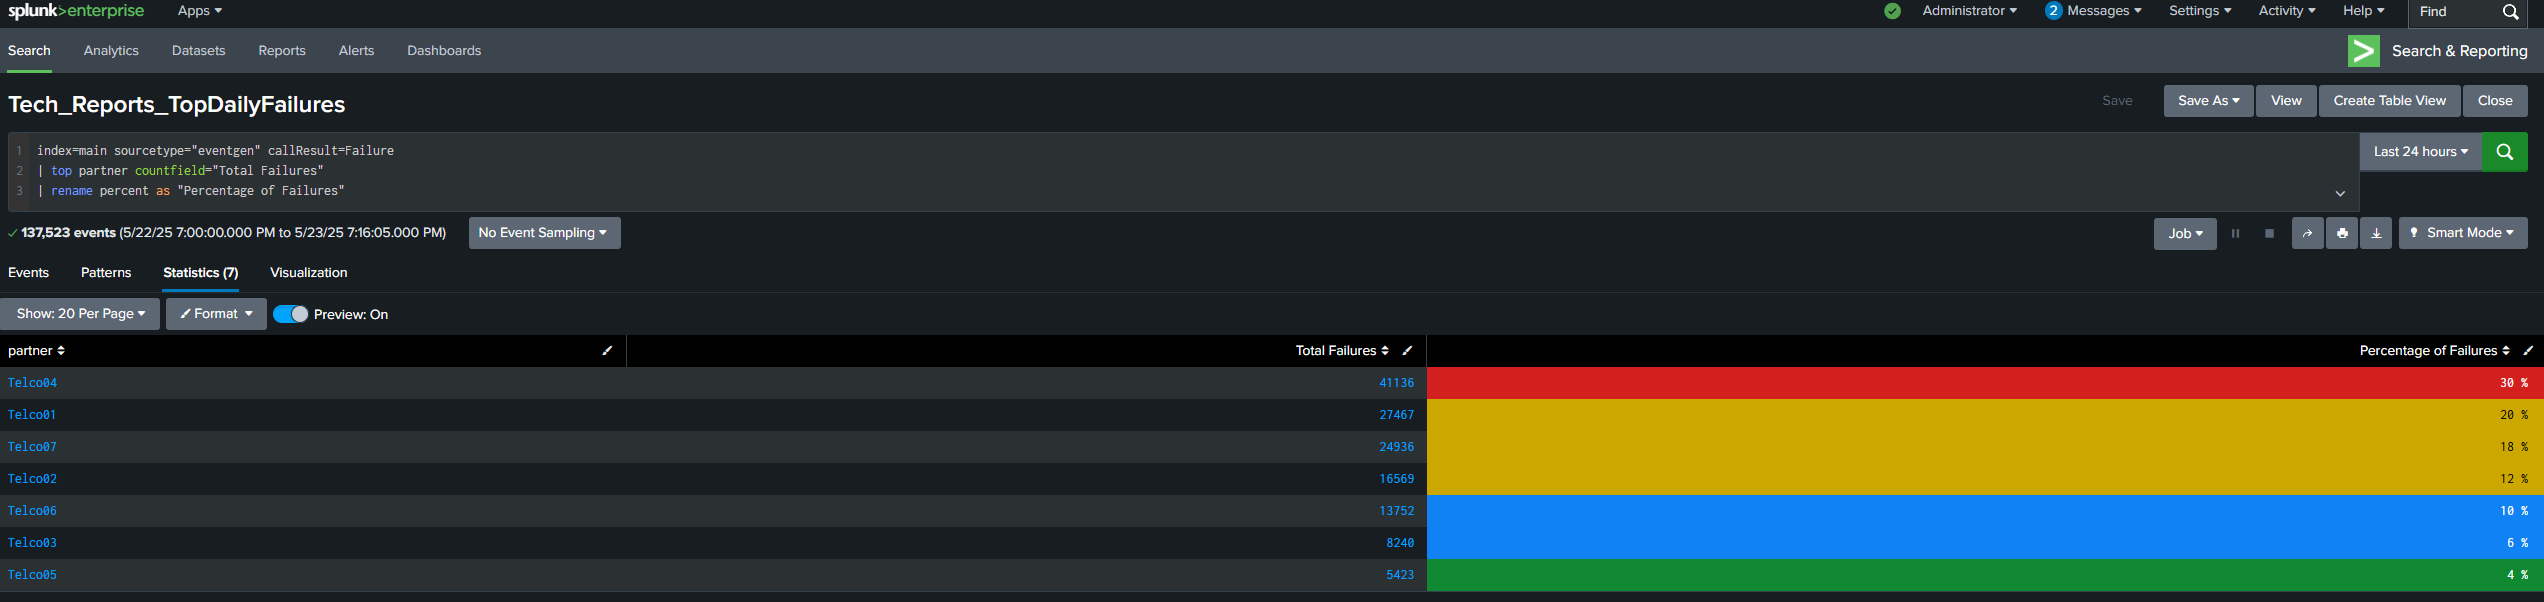 splunk>enterprise Apps Administrator 2 Messages Settings Activity Help Find
Search Analytics Datasets Reports Alerts Dashboards Search & Reporting
Tech_Reports_TopDailyFailures Save Save As View Create Table View Close
1 index=main sourcetype="eventgen" callResult=Failure Last 24 hours
2 | top partner countfield="Total Failures"
3 | rename percent as "Percentage of Failures"
137,523 events (5/22/25 7:00:00.000 PM to 5/23/25 7:16:05.000 PM) No Event Sampling Job Smart Mode
Events Patterns Statistics (7) Visualization
Show: 20 Per Page Format Preview: On
partner Total Failures Percentage of Failures
Telco04 41136 30 %
Telco01 27467 20 %
Telco07 24936 18 %
Telco02 16569 12 %
Telco06 13752 10 %
Telco03 8240 6 %
Telco05 5423 4 %